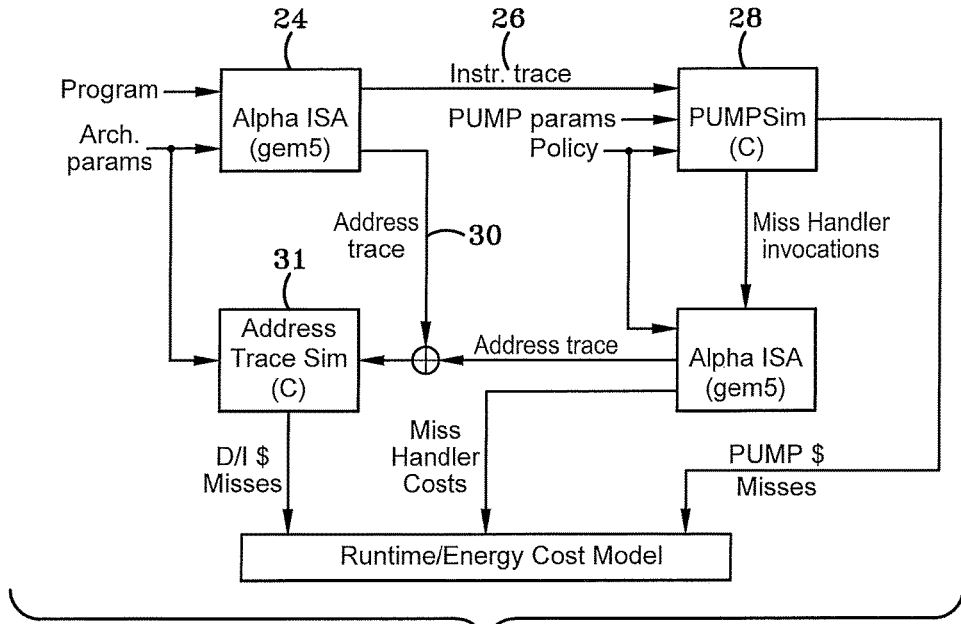 24
26
28
Program
Arch.
params
Alpha ISA
(gem5)
Instr. trace
PUMP params
Policy
PUMPSim
(C)
Address
trace
30
Miss Handler
invocations
31
Address
Trace Sim
(C)
Address trace
Alpha ISA
(gem5)
D/I $
Misses
Miss
Handler
Costs
PUMP $
Misses
Runtime/Energy Cost Model